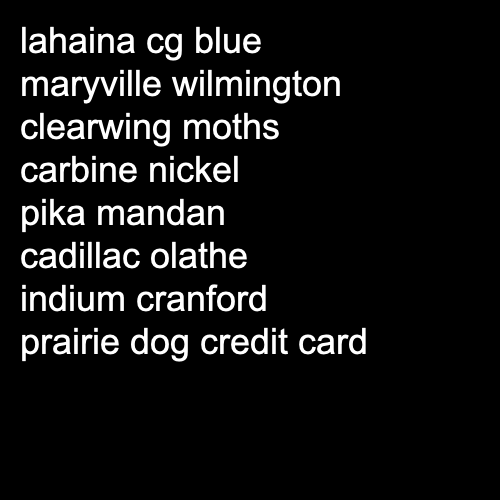 lahaina cg blue
maryville wilmington
clearwing moths
carbine nickel
pika mandan
cadillac olathe
indium cranford
prairie dog credit card